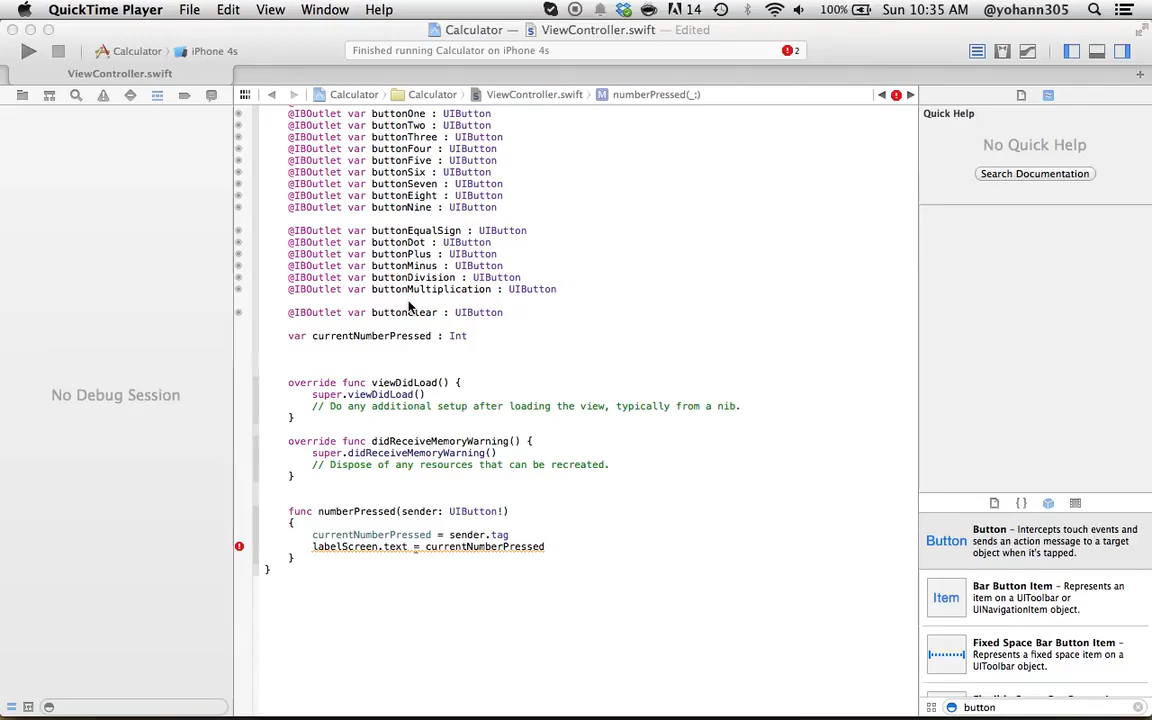 QuickTime Player File Edit View Window Help 14 100% Sun 10:35 AM @yohann305
Calculator — ViewController.swift — Edited
Calculator iPhone 4s Finished running Calculator on iPhone 4s 2
ViewController.swift
Calculator Calculator ViewController.swift M numberPressed(_:)
@IBOutlet var buttonOne : UIButton
@IBOutlet var buttonTwo : UIButton
@IBOutlet var buttonThree : UIButton
@IBOutlet var buttonFour : UIButton
@IBOutlet var buttonFive : UIButton
@IBOutlet var buttonSix : UIButton
@IBOutlet var buttonSeven : UIButton
@IBOutlet var buttonEight : UIButton
@IBOutlet var buttonNine : UIButton
@IBOutlet var buttonEqualSign : UIButton
@IBOutlet var buttonDot : UIButton
@IBOutlet var buttonPlus : UIButton
@IBOutlet var buttonMinus : UIButton
@IBOutlet var buttonDivision : UIButton
@IBOutlet var buttonMultiplication : UIButton
@IBOutlet var buttonClear : UIButton
var currentNumberPressed : Int
override func viewDidLoad() {
super.viewDidLoad()
// Do any additional setup after loading the view, typically from a nib.
}
override func didReceiveMemoryWarning() {
super.didReceiveMemoryWarning()
// Dispose of any resources that can be recreated.
}
func numberPressed(sender: UIButton!)
{
currentNumberPressed = sender.tag
labelScreen.text = currentNumberPressed
}
}
No Debug Session
Quick Help
No Quick Help
Search Documentation
{}
Button
Button – Intercepts touch events and
sends an action message to a target
object when it's tapped.
Item
Bar Button Item – Represents an
item on a UIToolbar or
UINavigationItem object.
Fixed Space Bar Button Item –
Represents a fixed space item on a
UIToolbar object.
button